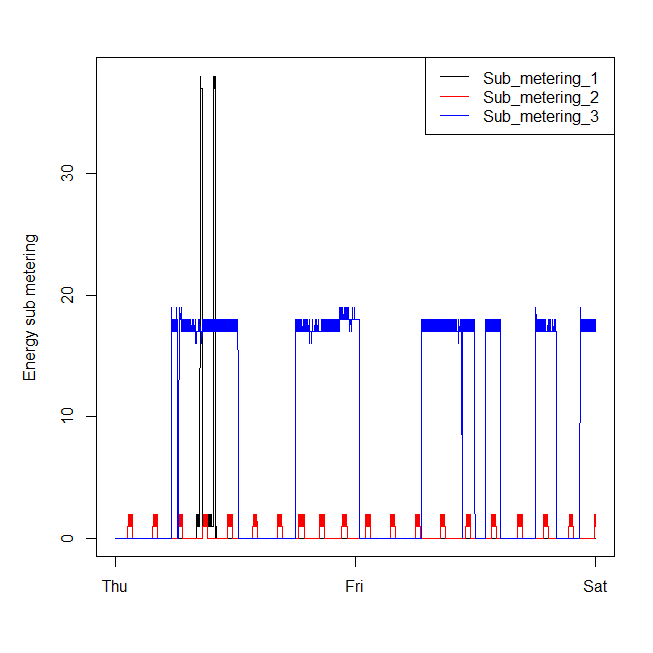 Sub_metering_1
Sub_metering_2
Sub_metering_3
Energy sub metering
30
20
10
0
Thu Fri Sat